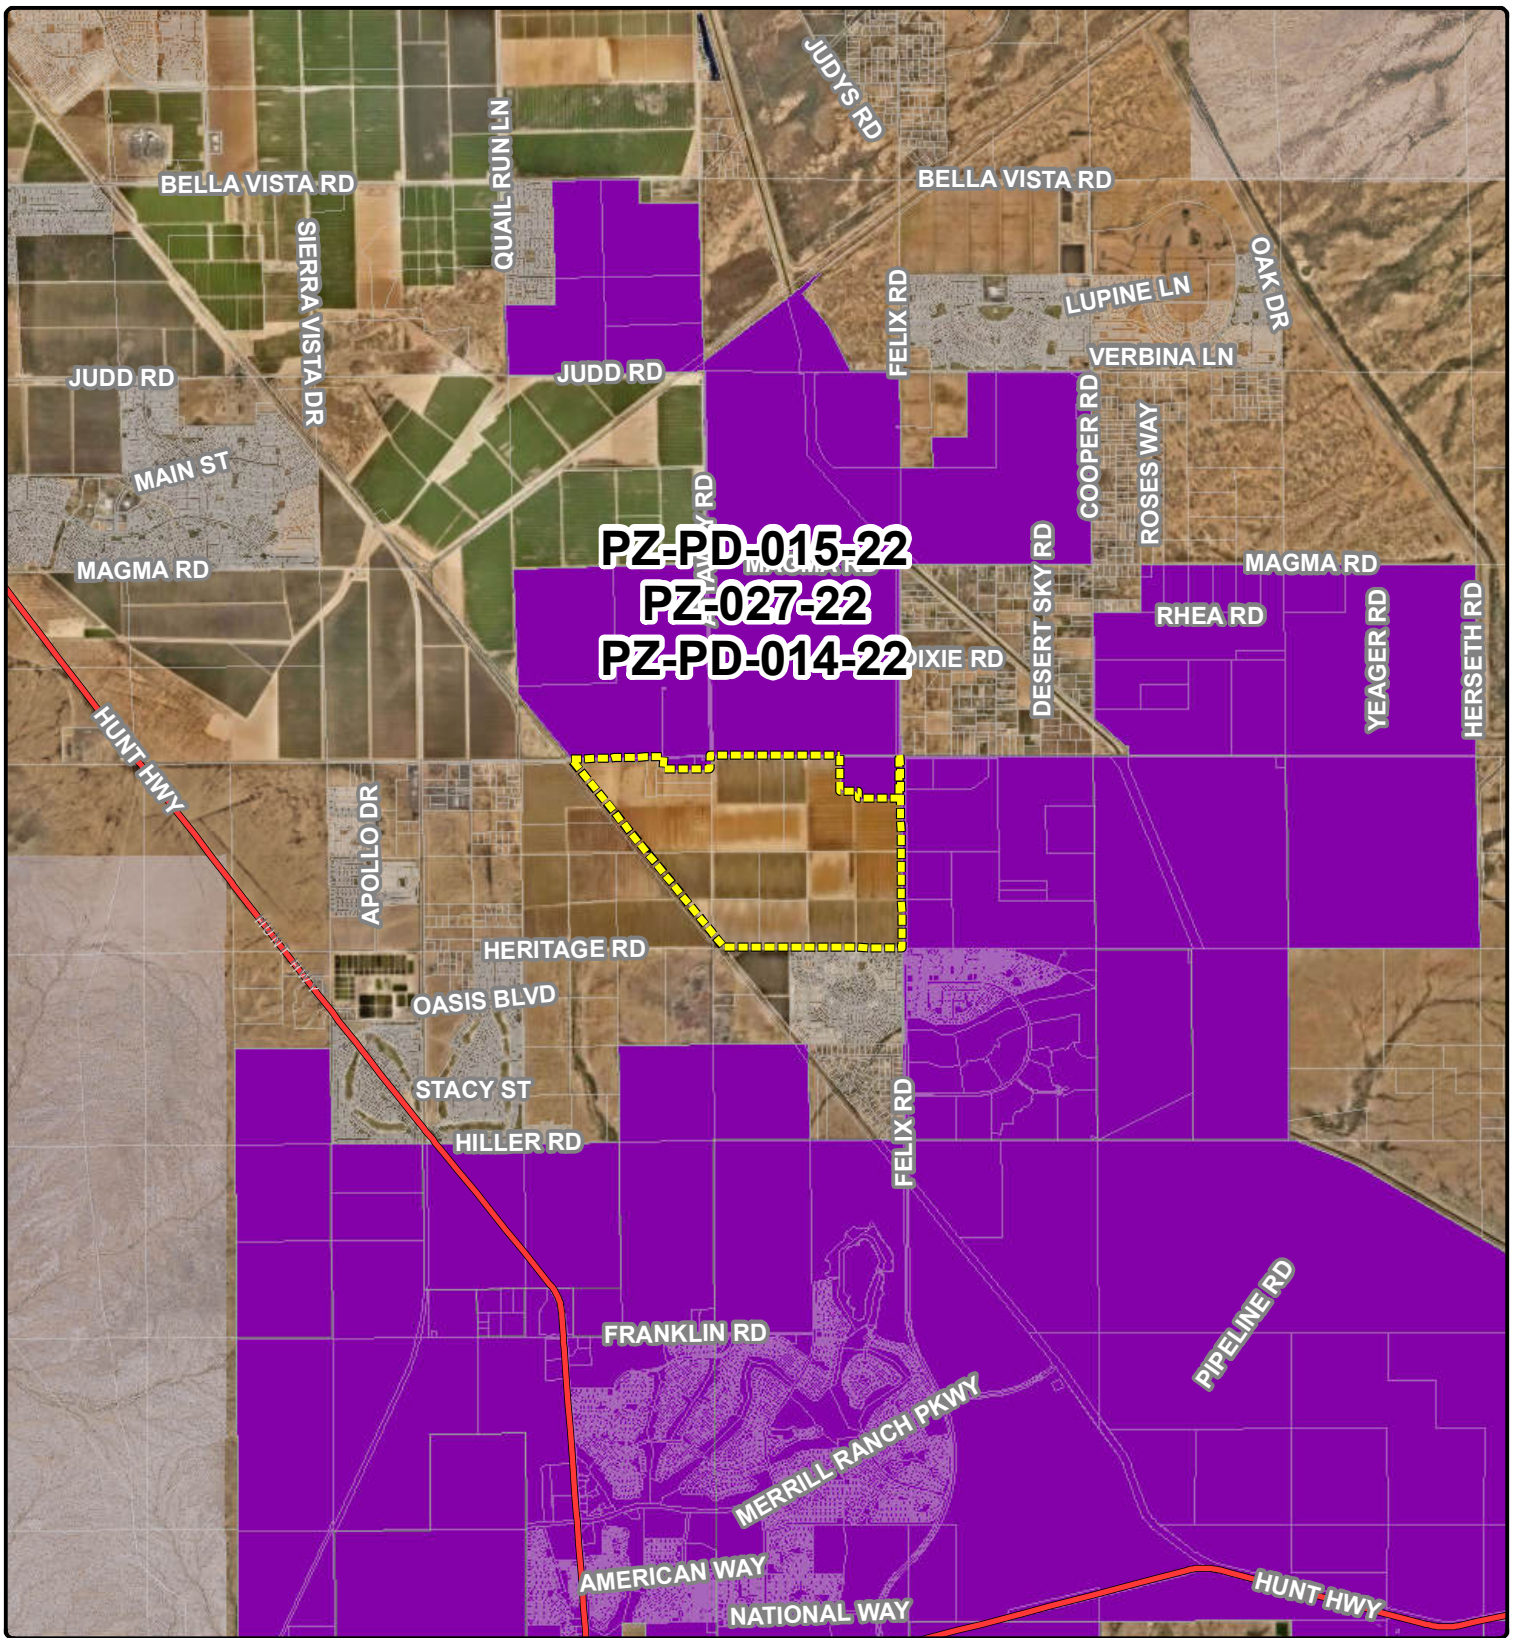 JUDYS RD
QUAIL RUN LN
BELLA VISTA RD
BELLA VISTA RD
SIERRA VISTA DR
OAK DR
FELIX RD
LUPINE LN
VERBINA LN
JUDD RD
JUDD RD
COOPER RD
ROSES WAY
MAIN ST
PZ-PD-015-22
MAGMA RD
MAGMA RD
MAGMA RD
DESERT SKY RD
PZ-027-22
RHEA RD
YEAGER RD
HERSETH RD
PZ-PD-014-22
DIXIE RD
HUNT HWY
APOLLO DR
HUNT HWY
HERITAGE RD
OASIS BLVD
STACY ST
FELIX RD
HILLER RD
FRANKLIN RD
PIPELINE RD
MERRILL RANCH PKWY
AMERICAN WAY
HUNT HWY
NATIONAL WAY